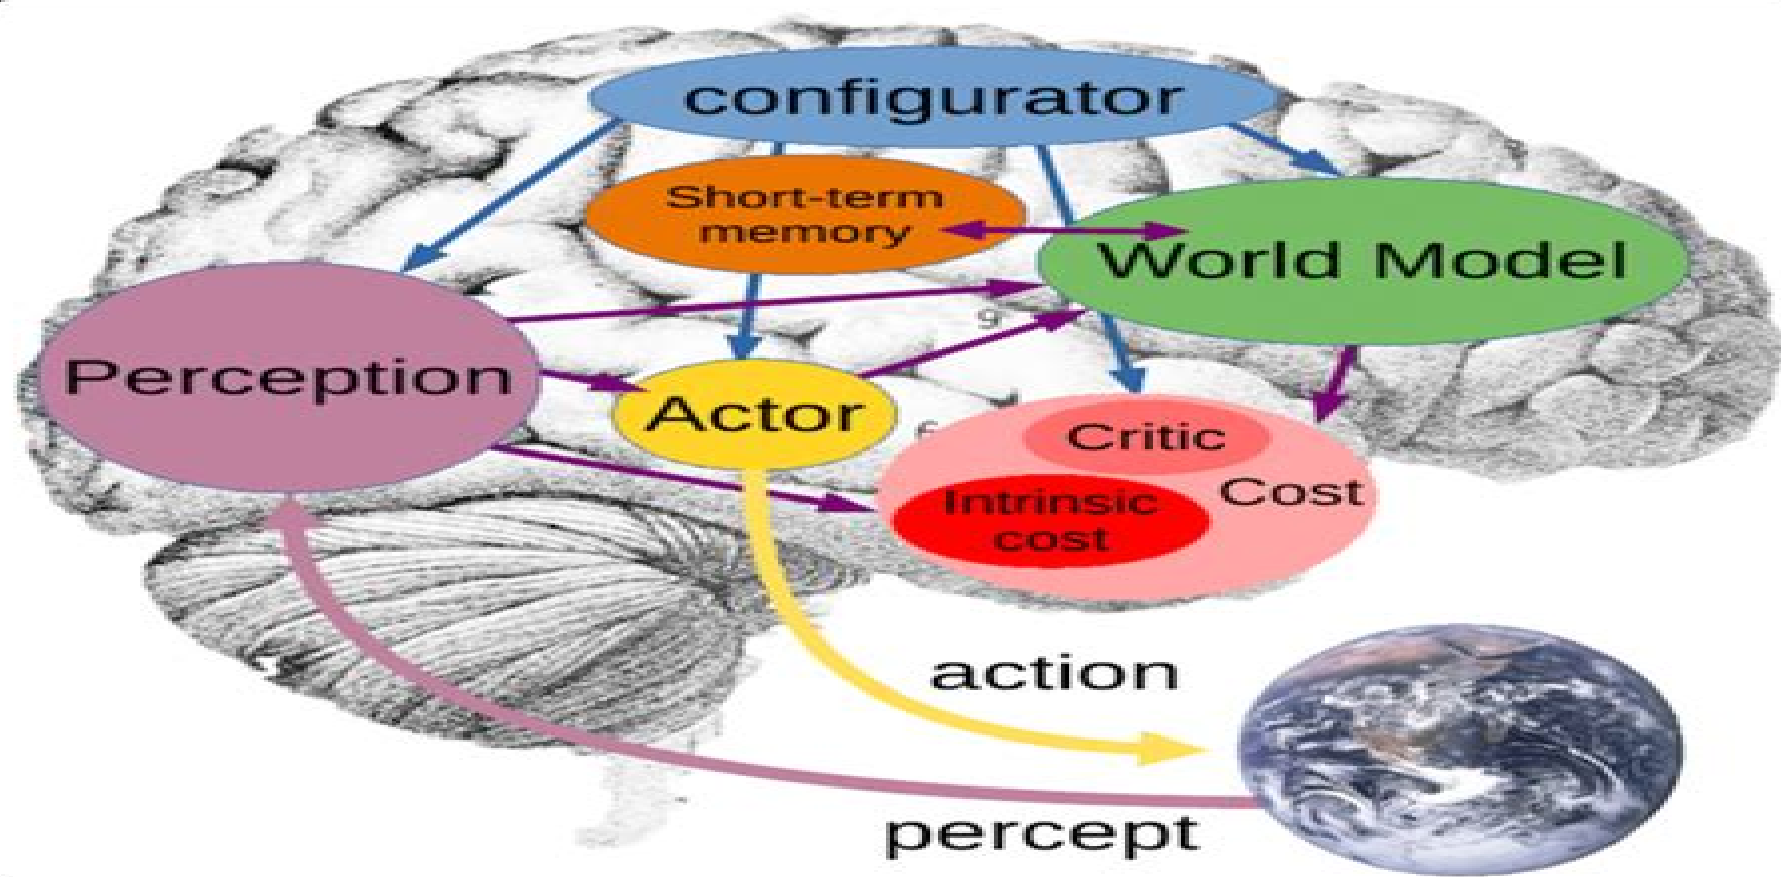 configurator
Short-term
memory
World Model
Perception
Actor
Critic
Cost
Intrinsic
cost
action
percept